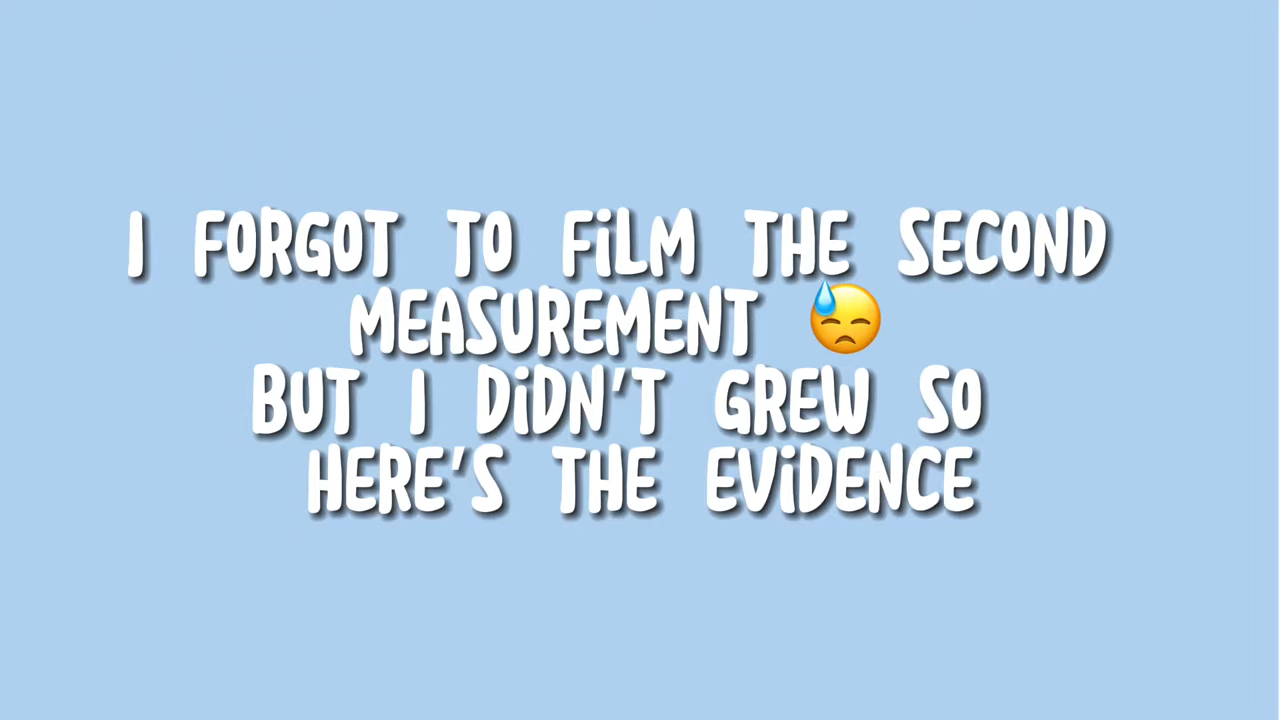 I FORGOT TO FiLM THE SECOND
MEASUREMENT 😓
BUT I DiDN'T GREW SO
HERE'S THE EViDENCE